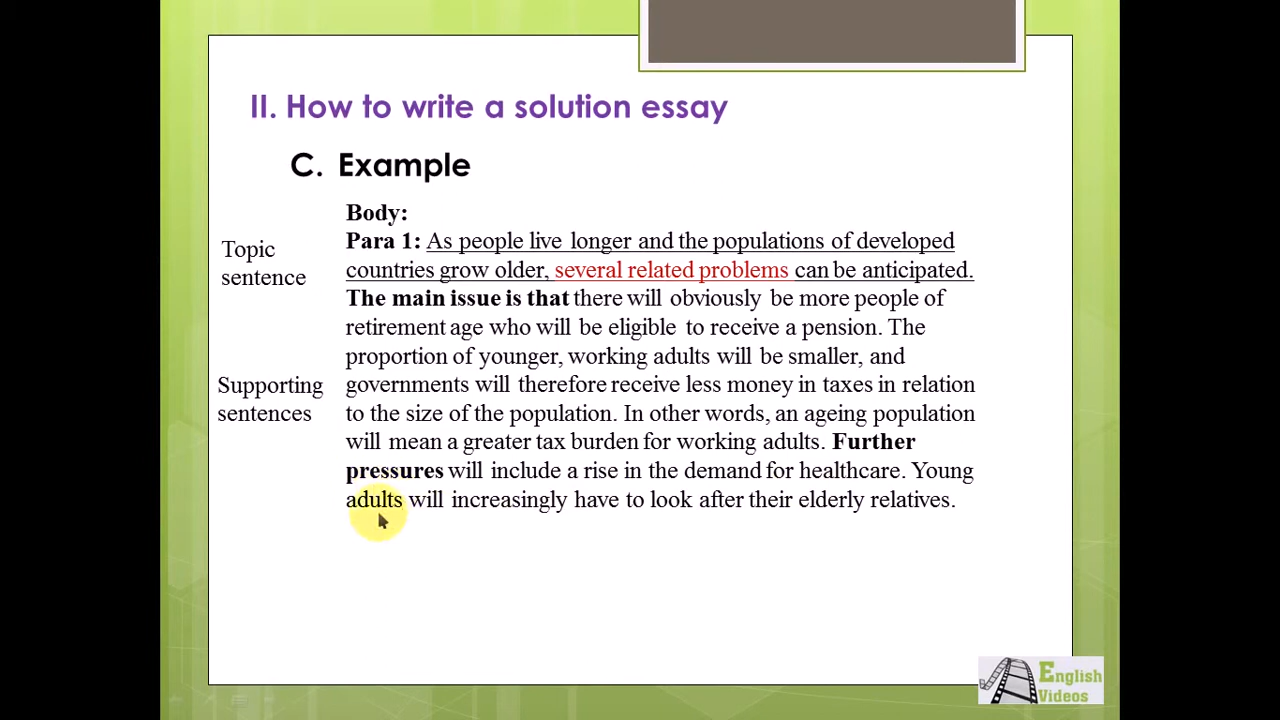 II. How to write a solution essay
C. Example
Body:
Topic
sentence
Para 1: As people live longer and the populations of developed
countries grow older, several related problems can be anticipated.
The main issue is that there will obviously be more people of
retirement age who will be eligible to receive a pension. The
proportion of younger, working adults will be smaller, and
Supporting
sentences
governments will therefore receive less money in taxes in relation
to the size of the population. In other words, an ageing population
will mean a greater tax burden for working adults. Further
pressures will include a rise in the demand for healthcare. Young
adults will increasingly have to look after their elderly relatives.
English
Videos